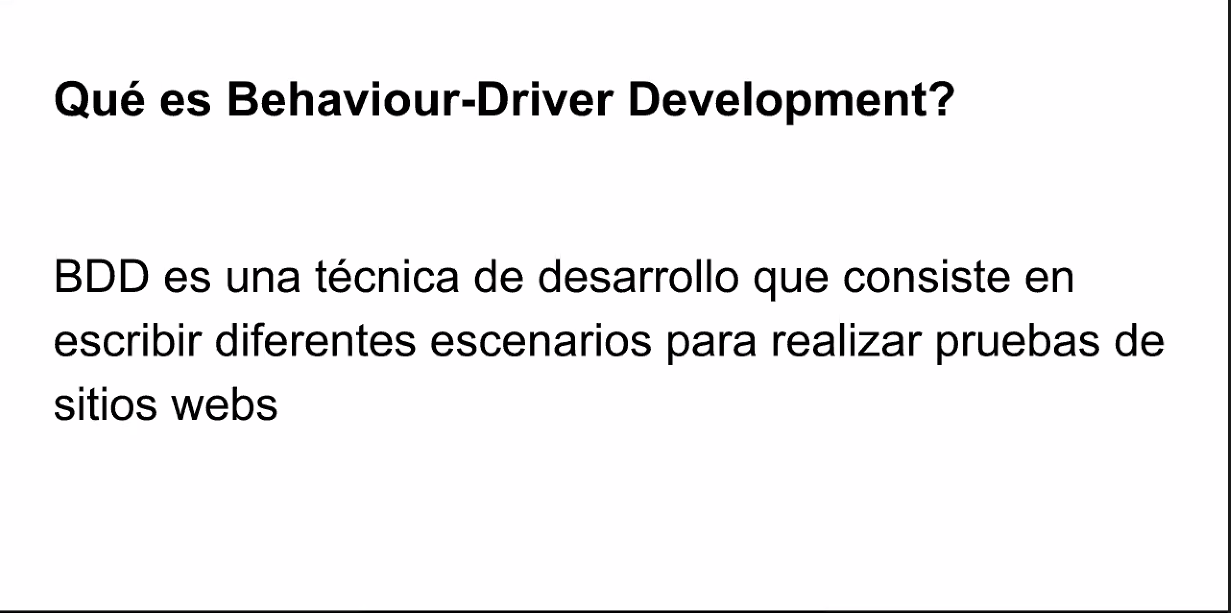 Qué es Behaviour-Driver Development?
BDD es una técnica de desarrollo que consiste en
escribir diferentes escenarios para realizar pruebas de
sitios webs